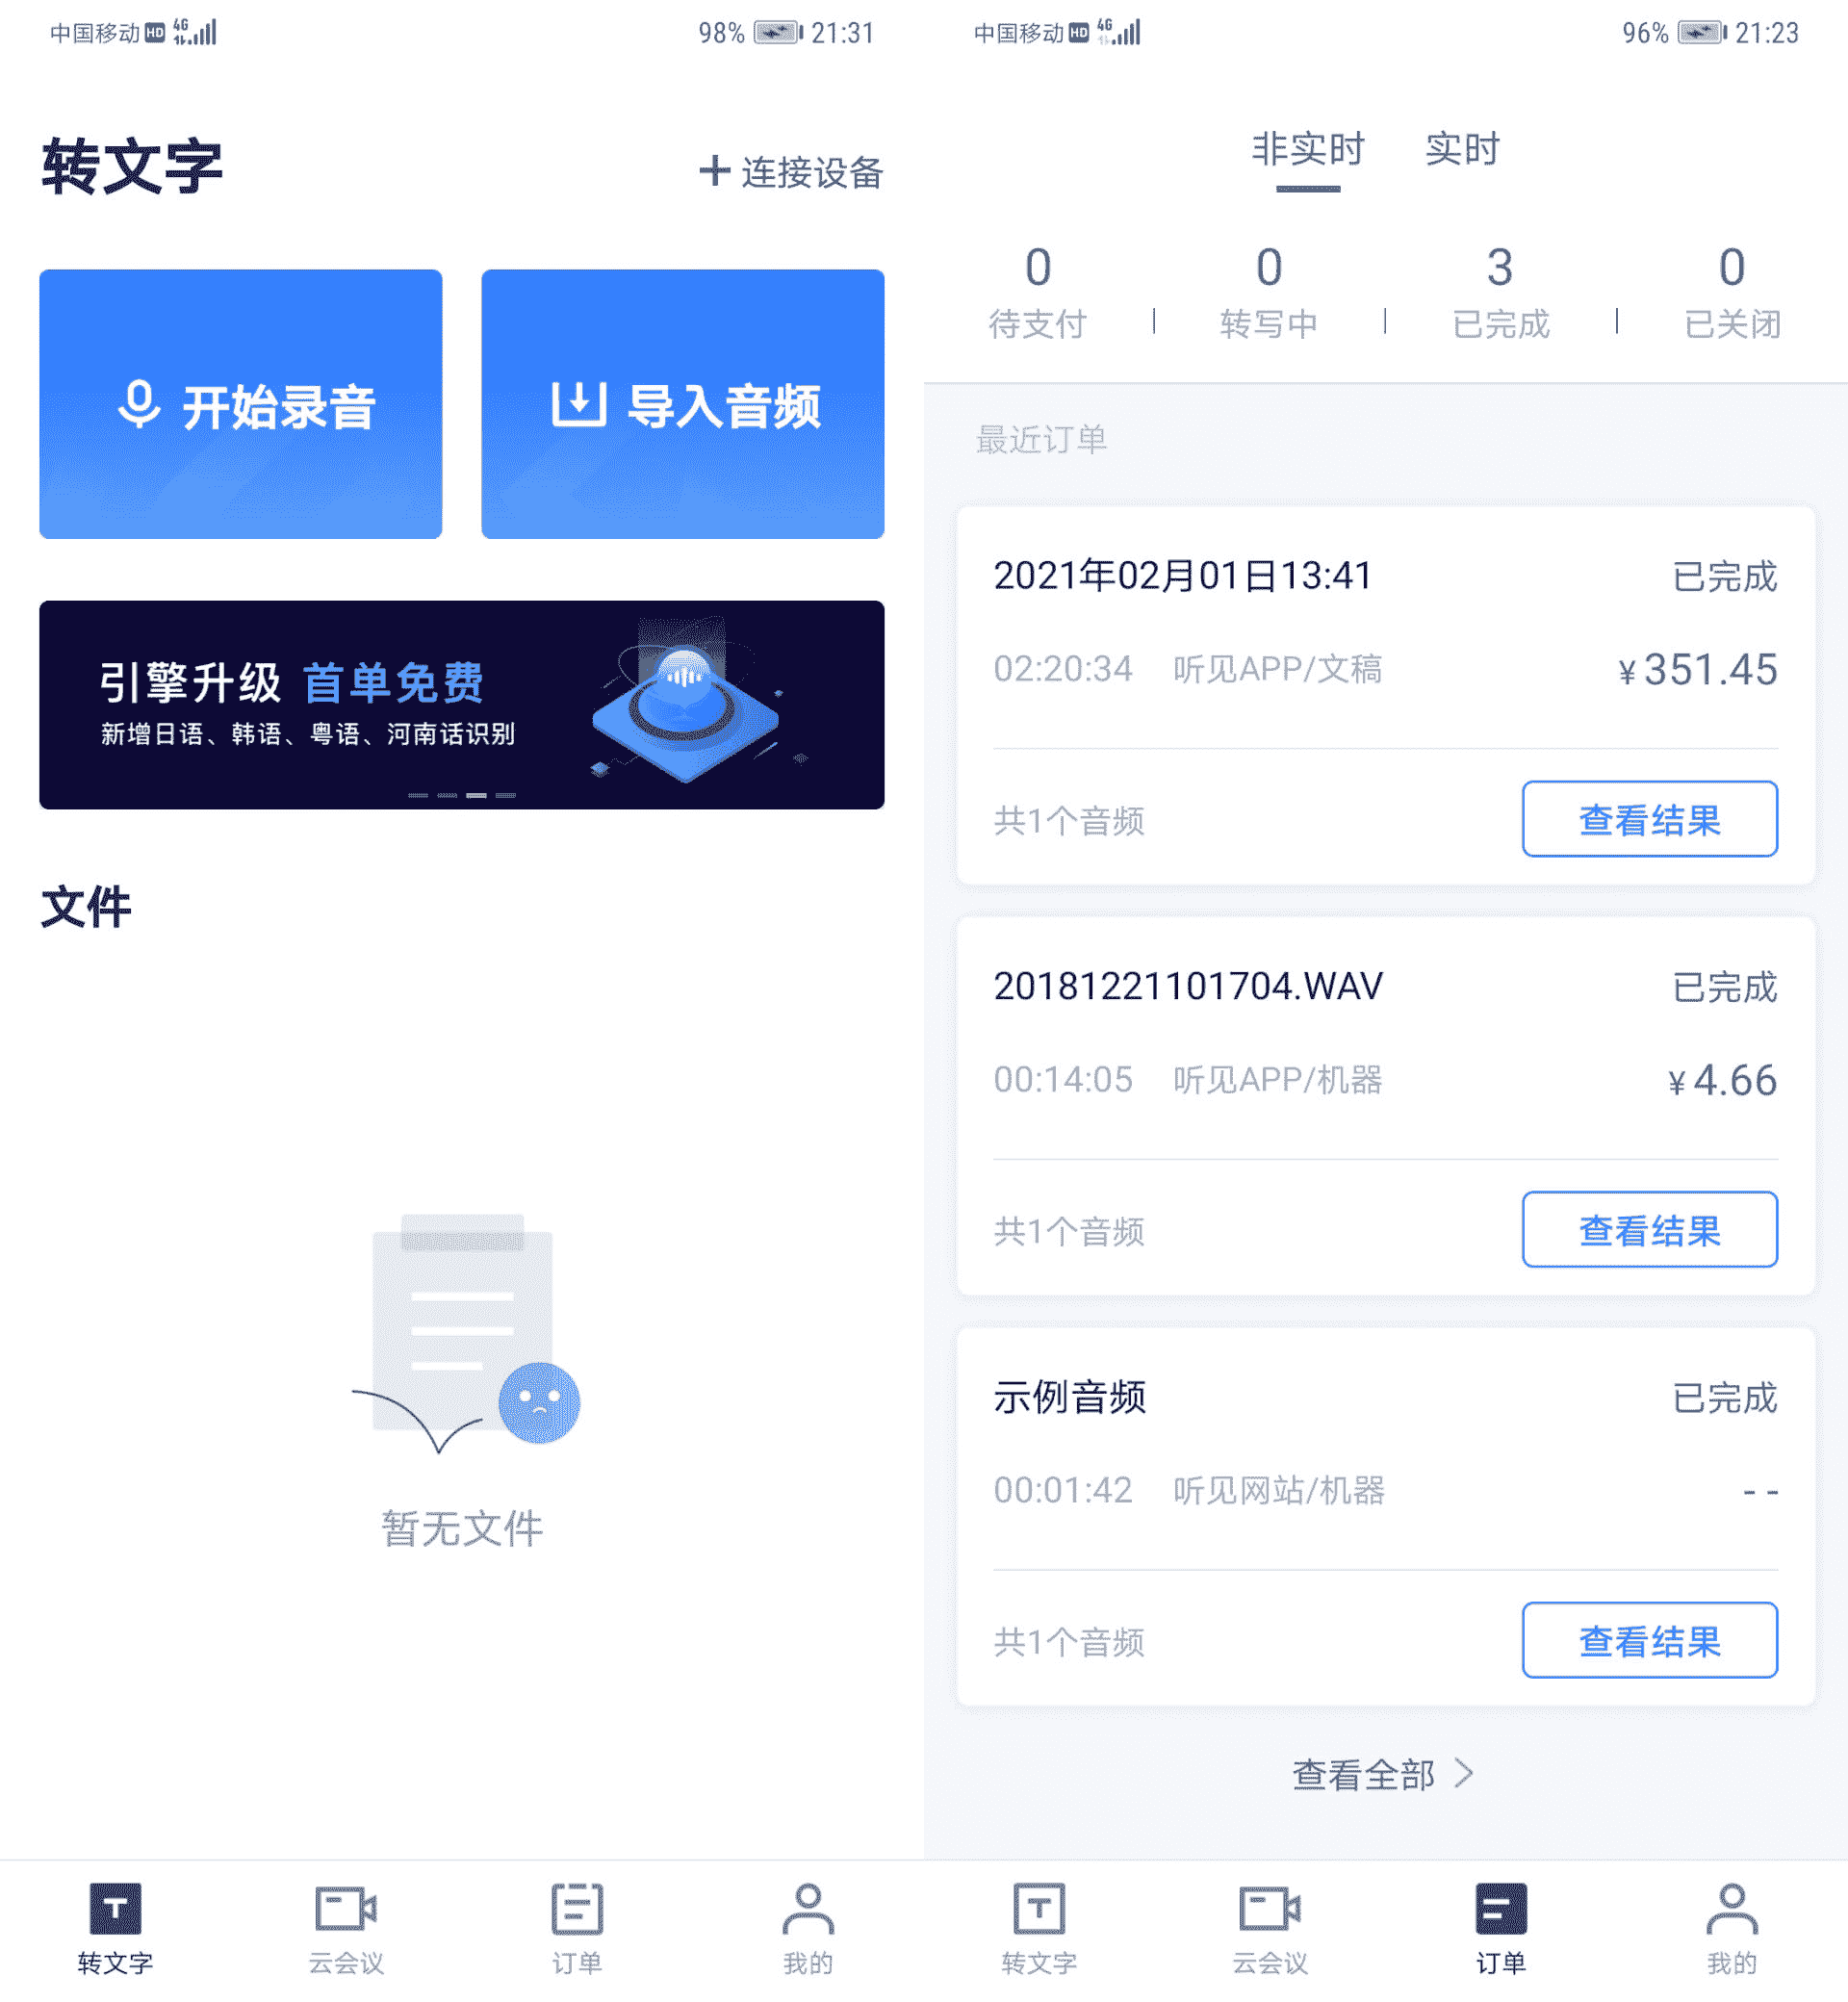 中国移动 HD 4G 98% 21:31
转文字
+ 连接设备
开始录音
导入音频
引擎升级 首单免费
新增日语、韩语、粤语、河南话识别
文件
暂无文件
转文字 云会议 订单 我的
中国移动 HD 4G 96% 21:23
非实时 实时
0 0 3 0
待支付 转写中 已完成 已关闭
最近订单
2021年02月01日13:41 已完成
02:20:34 听见APP/文稿 ¥351.45
共1个音频 查看结果
20181221101704.WAV 已完成
00:14:05 听见APP/机器 ¥4.66
共1个音频 查看结果
示例音频 已完成
00:01:42 听见网站/机器 - -
共1个音频 查看结果
查看全部 >
转文字 云会议 订单 我的